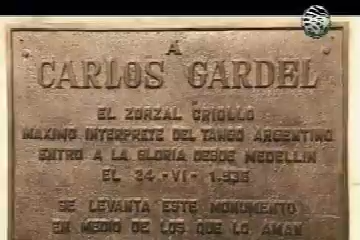 A
CARLOS GARDEL
EL ZORZAL CRIOLLO
MAXIMO INTERPRETE DEL TANGO ARGENTINO
ENTRO A LA GLORIA DESDE MEDELLIN
EL 24-VI-1.935
SE LEVANTA ESTE MONUMENTO
EN MEDIO DE LOS QUE LO AMAN